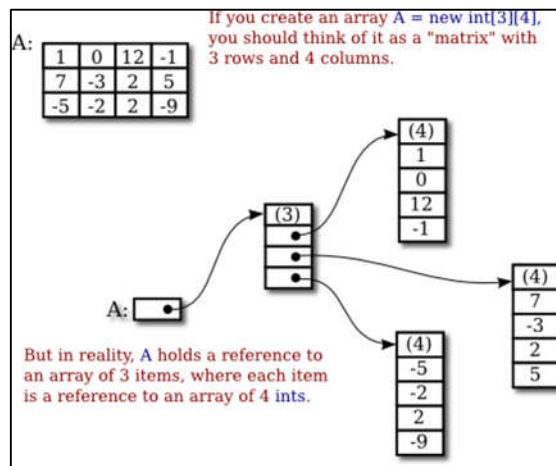 If you create an array A = new int[3][4],
you should think of it as a "matrix" with
3 rows and 4 columns.
A:
1 0 12 -1
7 -3 2 5
-5 -2 2 -9
(4)
1
0
12
-1
(3)
A:
(4)
7
-3
2
5
(4)
-5
-2
2
-9
But in reality, A holds a reference to
an array of 3 items, where each item
is a reference to an array of 4 ints.